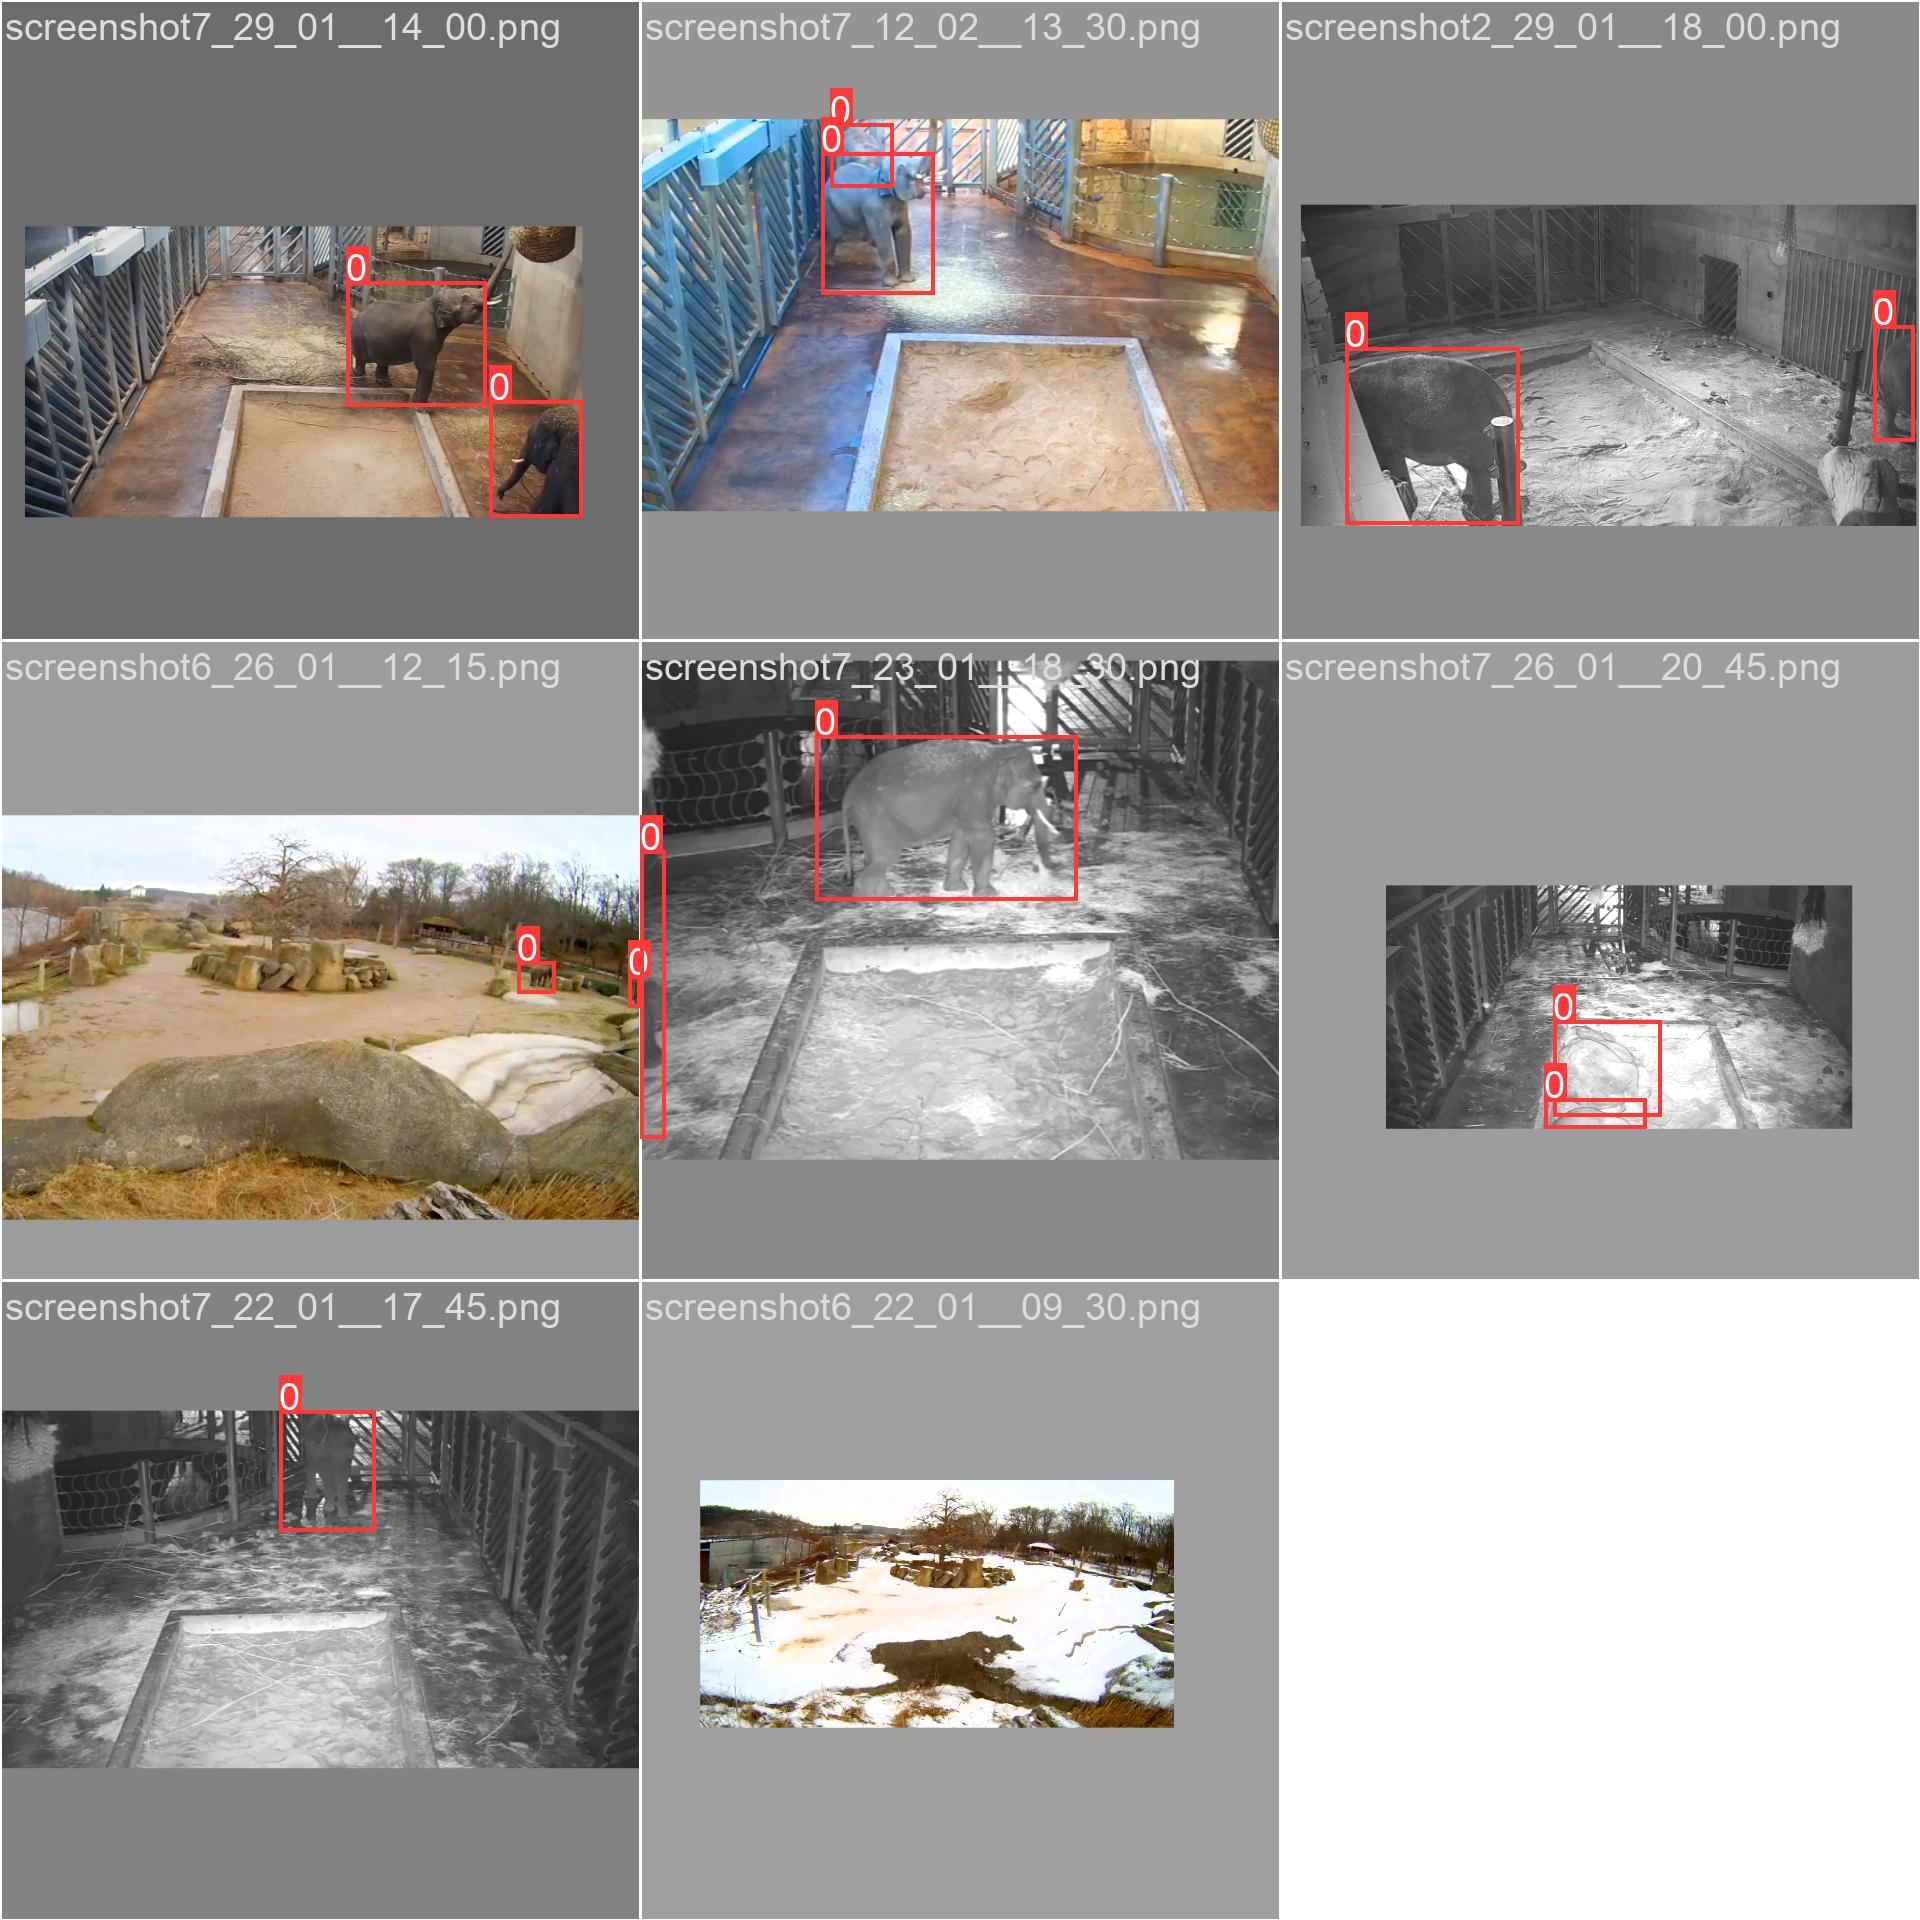 screenshot7_29_01__14_00.png
screenshot7_12_02__13_30.png
screenshot2_29_01__18_00.png
0
0
0
0
0
0
screenshot6_26_01__12_15.png
screenshot7_23_01__18_30.png
screenshot7_26_01__20_45.png
0
0
0
0
0
0
screenshot7_22_01__17_45.png
screenshot6_22_01__09_30.png
0